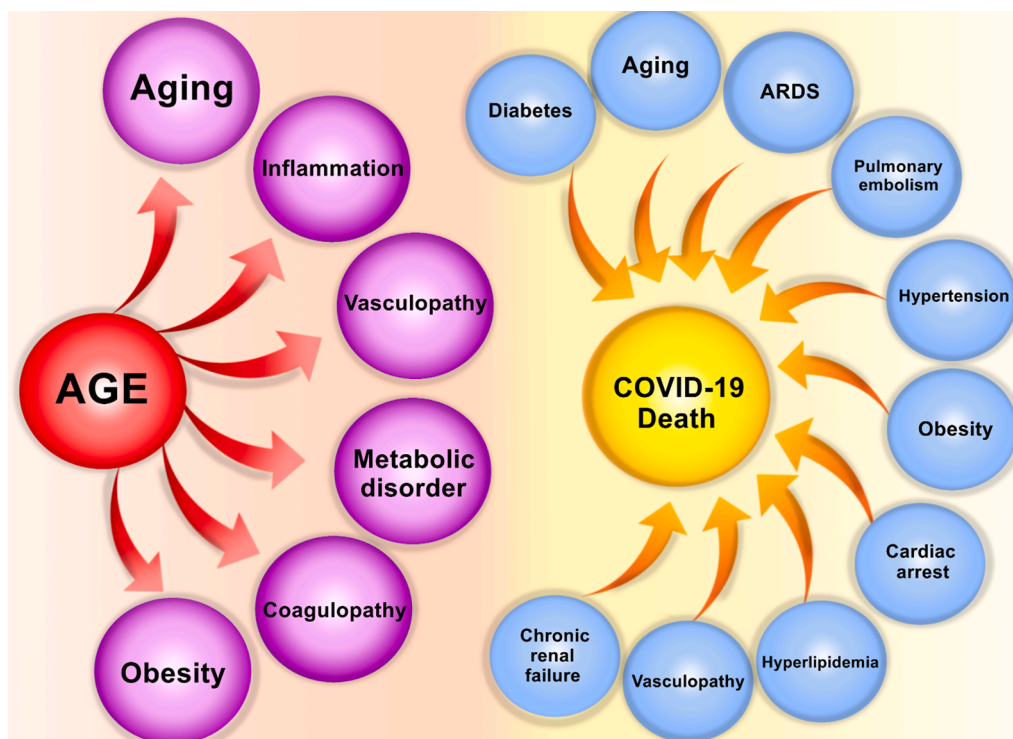 Aging
Inflammation
Vasculopathy
AGE
Metabolic
disorder
Coagulopathy
Obesity
Diabetes
Aging
ARDS
Pulmonary
embolism
Hypertension
COVID-19
Death
Obesity
Cardiac
arrest
Hyperlipidemia
Vasculopathy
Chronic
renal
failure